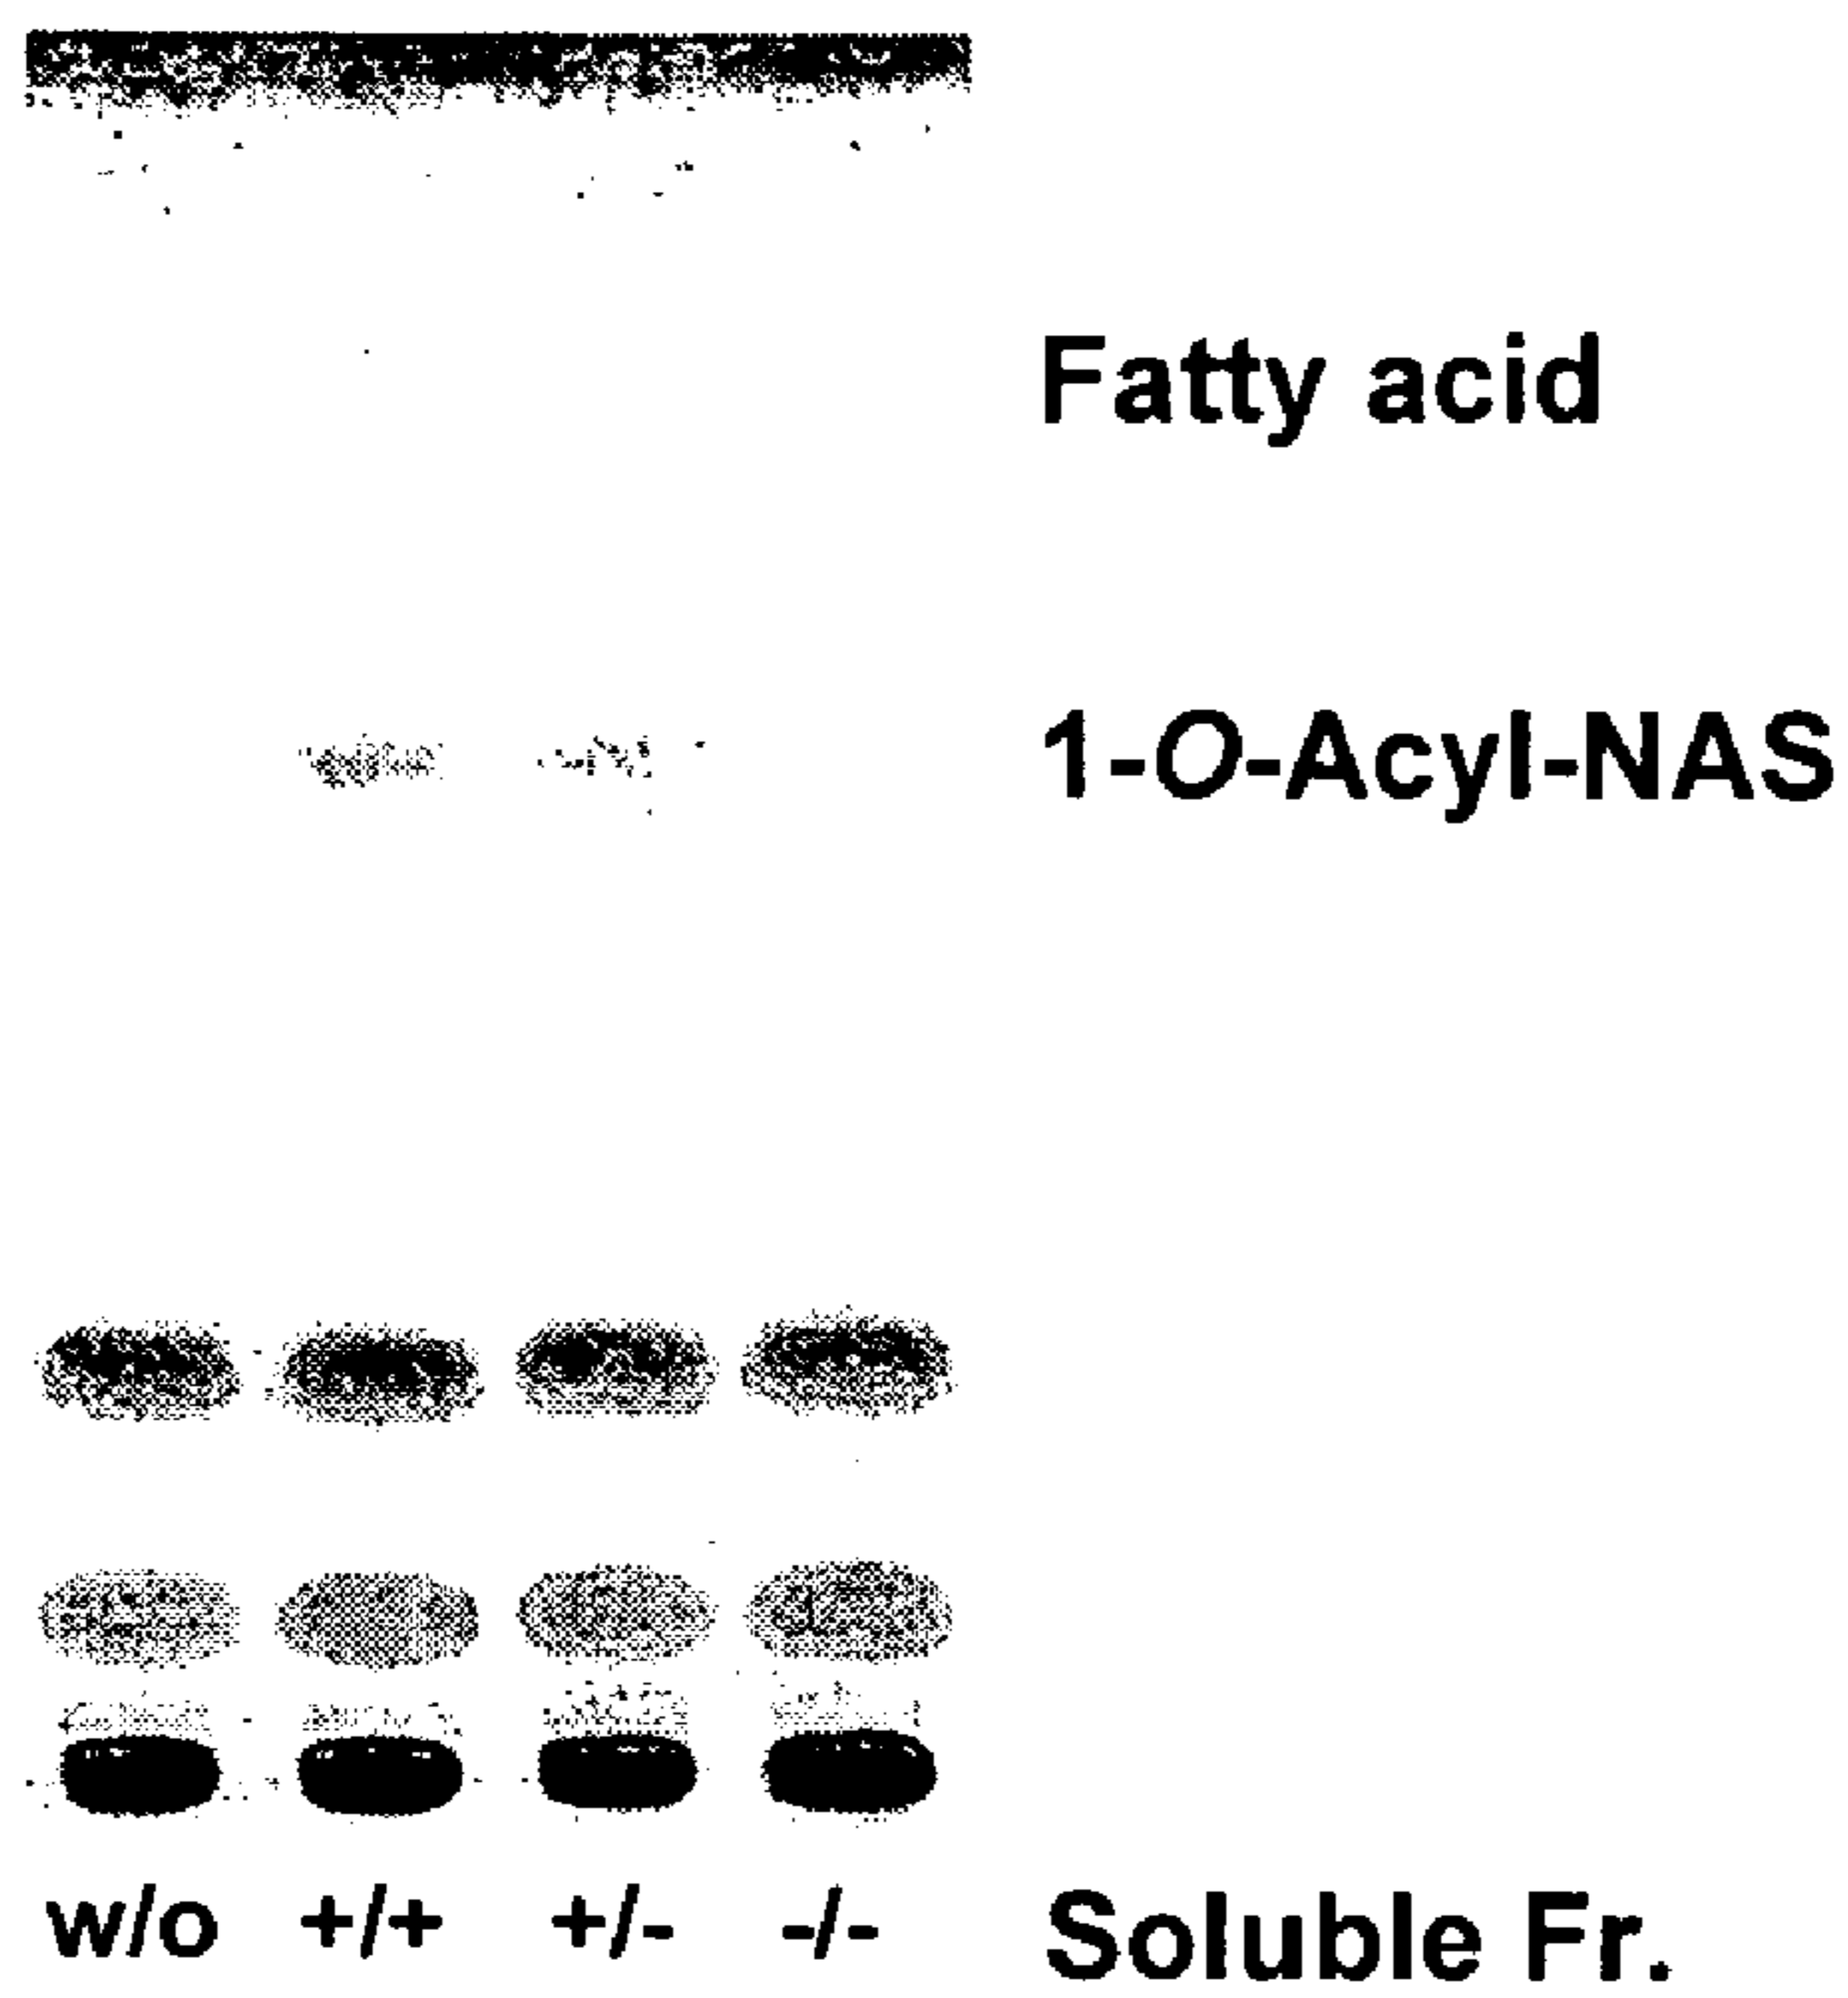 Fatty acid
1-O-Acyl-NAS
w/o +/+ +/- -/- Soluble Fr.